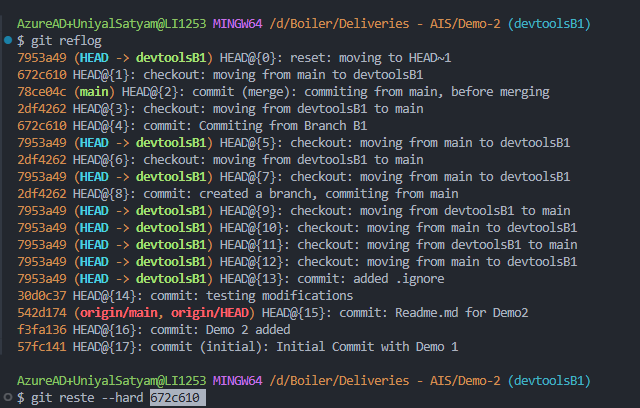 AzureAD+UniyalSatyam@LI1253 MINGW64 /d/Boiler/Deliveries - AIS/Demo-2 (devtoolsB1)
$ git reflog
7953a49 (HEAD -> devtoolsB1) HEAD@{0}: reset: moving to HEAD~1
672c610 HEAD@{1}: checkout: moving from main to devtoolsB1
78ce04c (main) HEAD@{2}: commit (merge): commiting from main, before merging
2df4262 HEAD@{3}: checkout: moving from devtoolsB1 to main
672c610 HEAD@{4}: commit: Commiting from Branch B1
7953a49 (HEAD -> devtoolsB1) HEAD@{5}: checkout: moving from main to devtoolsB1
2df4262 HEAD@{6}: checkout: moving from devtoolsB1 to main
7953a49 (HEAD -> devtoolsB1) HEAD@{7}: checkout: moving from main to devtoolsB1
2df4262 HEAD@{8}: commit: created a branch, commiting from main
7953a49 (HEAD -> devtoolsB1) HEAD@{9}: checkout: moving from devtoolsB1 to main
7953a49 (HEAD -> devtoolsB1) HEAD@{10}: checkout: moving from main to devtoolsB1
7953a49 (HEAD -> devtoolsB1) HEAD@{11}: checkout: moving from devtoolsB1 to main
7953a49 (HEAD -> devtoolsB1) HEAD@{12}: checkout: moving from main to devtoolsB1
7953a49 (HEAD -> devtoolsB1) HEAD@{13}: commit: added .ignore
30d0c37 HEAD@{14}: commit: testing modifications
542d174 (origin/main, origin/HEAD) HEAD@{15}: commit: Readme.md for Demo2
f3fa136 HEAD@{16}: commit: Demo 2 added
57fc141 HEAD@{17}: commit (initial): Initial Commit with Demo 1
AzureAD+UniyalSatyam@LI1253 MINGW64 /d/Boiler/Deliveries - AIS/Demo-2 (devtoolsB1)
$ git reste --hard 672c610